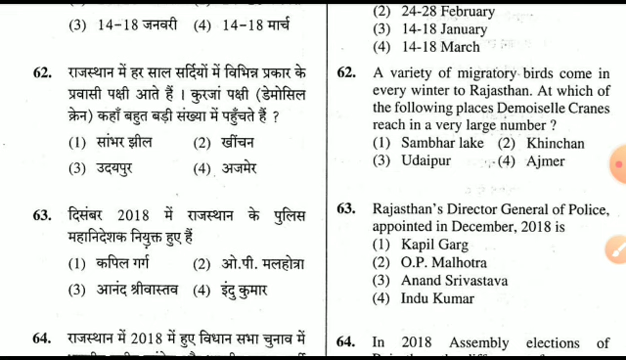 (3) 14-18 जनवरी (4) 14-18 मार्च
62. राजस्थान में हर साल सर्दियों में विभिन्न प्रकार के
प्रवासी पक्षी आते हैं । कुरजां पक्षी (डेमोसिल
क्रेन) कहाँ बहुत बड़ी संख्या में पहुँचते हैं ?
(1) सांभर झील (2) खींचन
(3) उदयपुर (4) अजमेर
63. दिसंबर 2018 में राजस्थान के पुलिस
महानिदेशक नियुक्त हुए हैं
(1) कपिल गर्ग (2) ओ.पी. मलहोत्रा
(3) आनंद श्रीवास्तव (4) इंदु कुमार
64. राजस्थान में 2018 में हुए विधान सभा चुनाव में
(2) 24-28 February
(3) 14-18 January
(4) 14-18 March
62. A variety of migratory birds come in
every winter to Rajasthan. At which of
the following places Demoiselle Cranes
reach in a very large number ?
(1) Sambhar lake (2) Khinchan
(3) Udaipur (4) Ajmer
63. Rajasthan's Director General of Police,
appointed in December, 2018 is
(1) Kapil Garg
(2) O.P. Malhotra
(3) Anand Srivastava
(4) Indu Kumar
64. In 2018 Assembly elections of